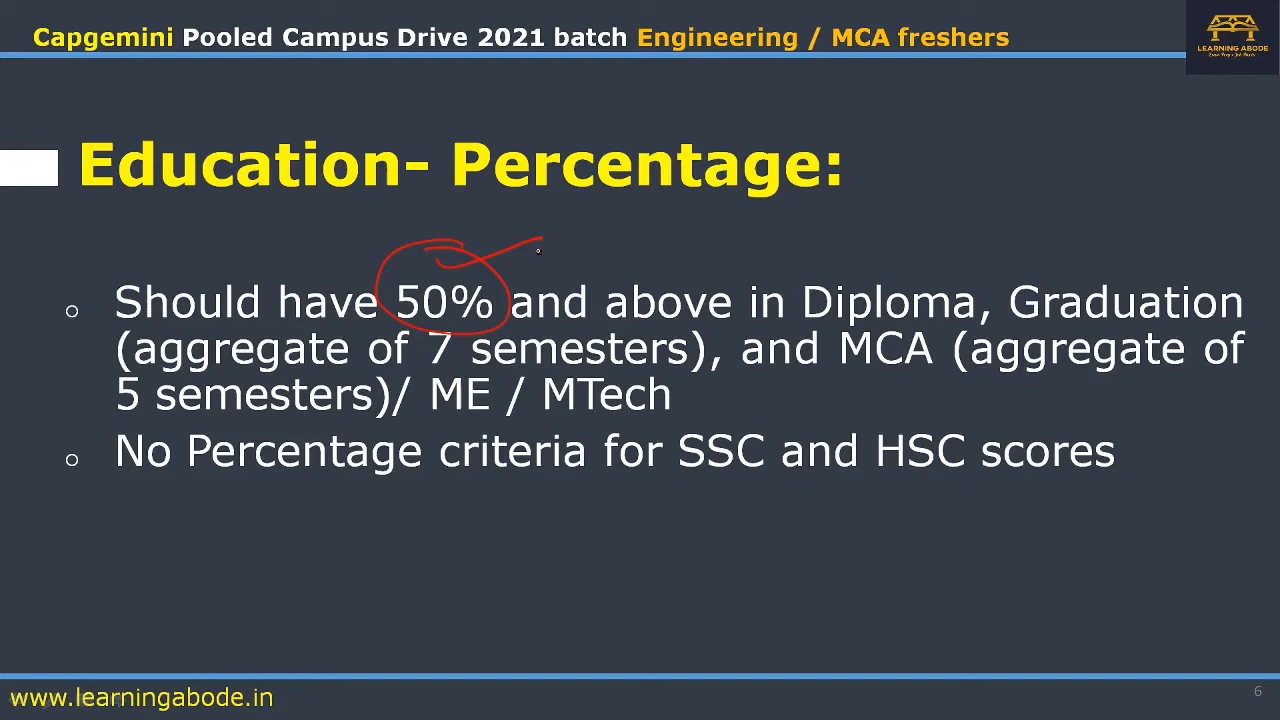 Capgemini Pooled Campus Drive 2021 batch Engineering / MCA freshers
LEARNING ABODE
Education- Percentage:
Should have 50% and above in Diploma, Graduation
(aggregate of 7 semesters), and MCA (aggregate of
5 semesters)/ ME / MTech
No Percentage criteria for SSC and HSC scores
www.learningabode.in
6